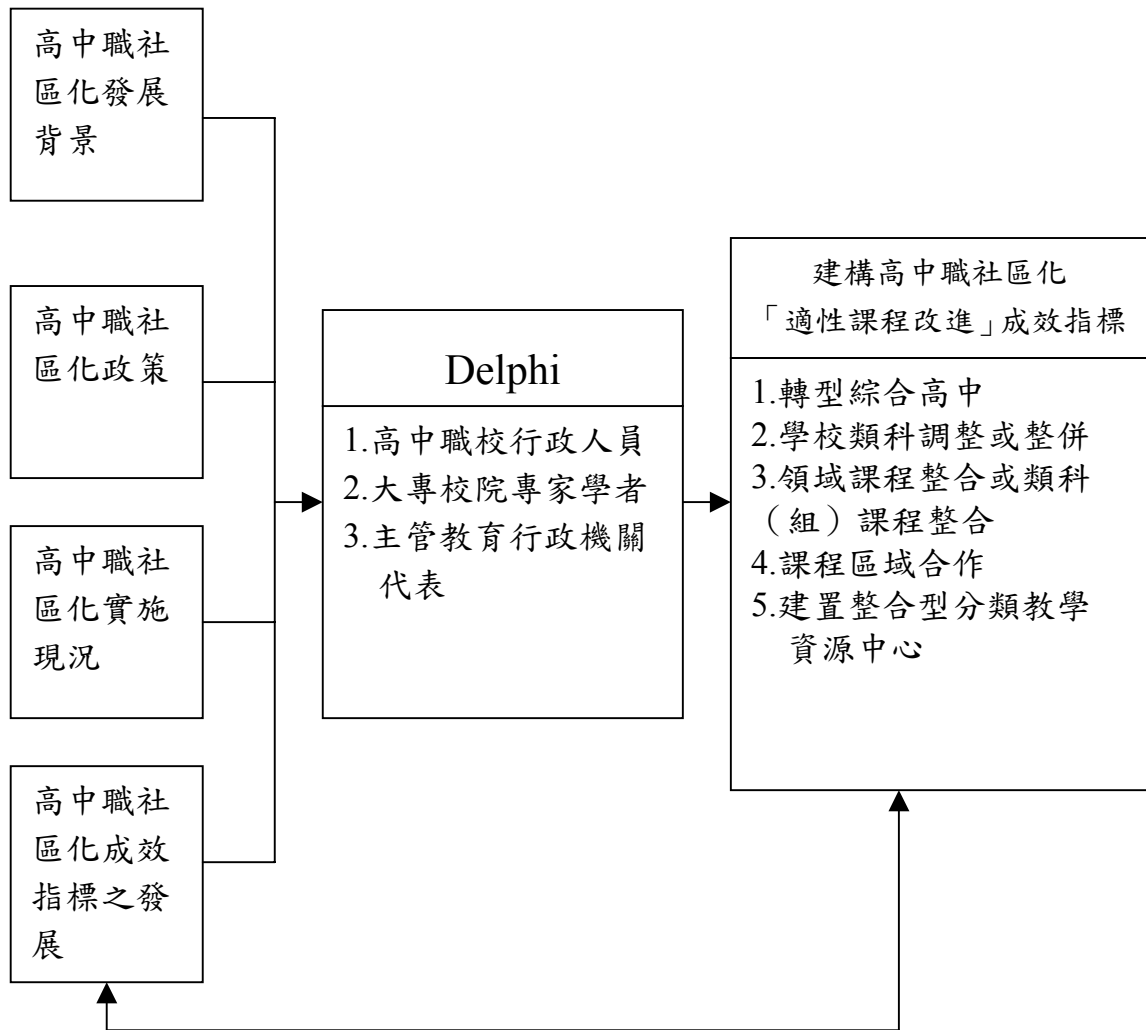 高中職社
區化發展
背景
高中職社
區化政策
高中職社
區化實施
現況
高中職社
區化成效
指標之發
展
Delphi
1.高中職校行政人員
2.大專校院專家學者
3.主管教育行政機關
代表
建構高中職社區化
「適性課程改進」成效指標
1.轉型綜合高中
2.學校類科調整或整併
3.領域課程整合或類科
（組）課程整合
4.課程區域合作
5.建置整合型分類教學
資源中心